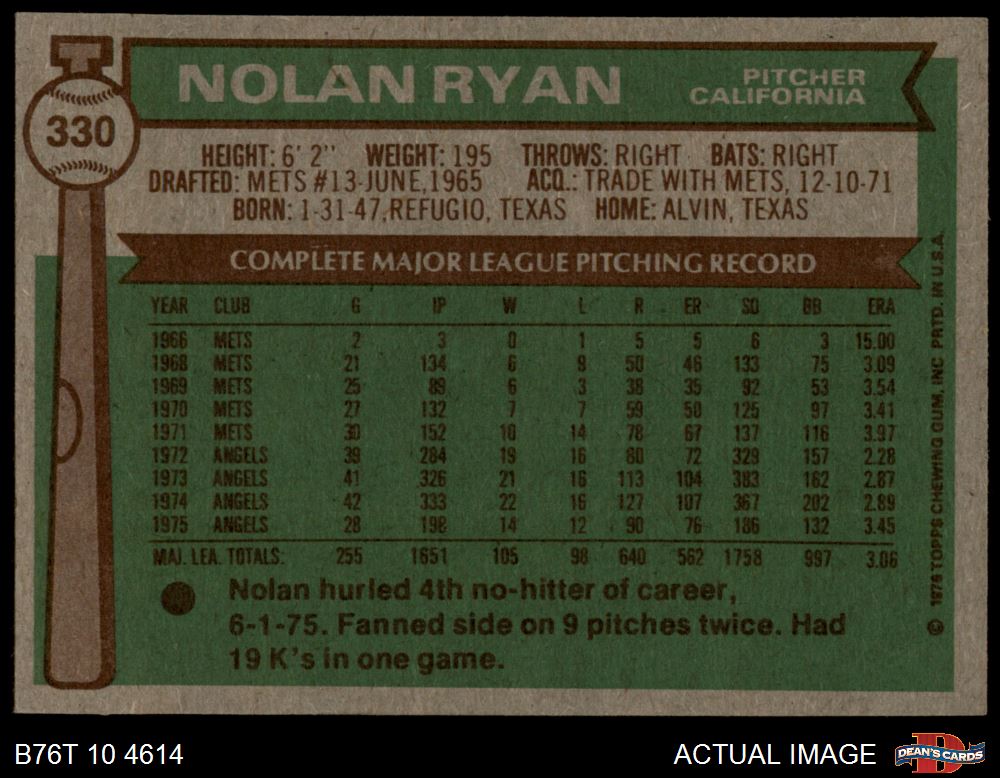 NOLAN RYAN
PITCHER
CALIFORNIA
330
HEIGHT: 6' 2" WEIGHT: 195 THROWS: RIGHT BATS: RIGHT
DRAFTED: METS #13-JUNE,1965 ACQ.: TRADE WITH METS, 12-10-71
BORN: 1-31-47,REFUGIO, TEXAS HOME: ALVIN, TEXAS
COMPLETE MAJOR LEAGUE PITCHING RECORD
YEAR CLUB G IP W L R ER SO BB ERA
1966 METS 2 3 0 1 5 5 6 3 15.00
1968 METS 21 134 6 9 50 46 133 75 3.09
1969 METS 25 89 6 3 38 35 92 53 3.54
1970 METS 27 132 7 7 59 50 125 97 3.41
1971 METS 30 152 10 14 78 67 137 116 3.97
1972 ANGELS 39 284 19 16 80 72 329 157 2.28
1973 ANGELS 41 326 21 16 113 104 383 162 2.87
1974 ANGELS 42 333 22 16 127 107 367 202 2.89
1975 ANGELS 28 198 14 12 90 76 186 132 3.45
MAJ. LEA. TOTALS: 255 1651 105 98 640 562 1758 997 3.06
Nolan hurled 4th no-hitter of career,
6-1-75. Fanned side on 9 pitches twice. Had
19 K's in one game.
© 1976 TOPPS CHEWING GUM, INC PRTD. IN U.S.A.
B76T 10 4614
ACTUAL IMAGE
DEAN'S CARDS